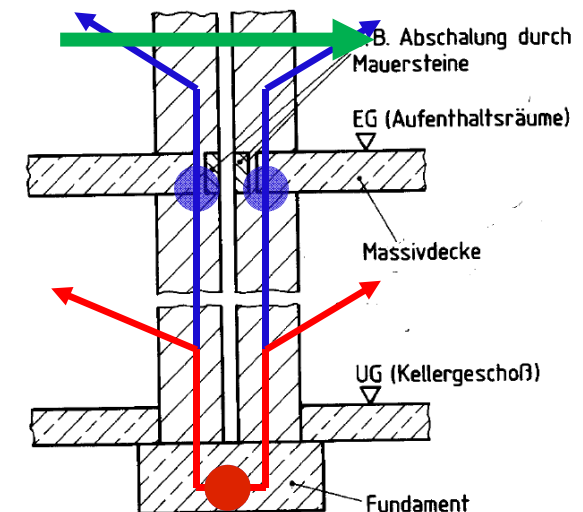 .B. Abschalung durch
Mauersteine
EG (Aufenthaltsräume)
Massivdecke
UG (Kellergeschoß)
Fundament